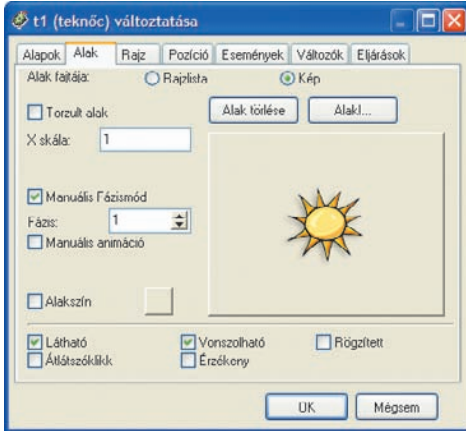 t1 (teknőc) változtatása
Alapok Alak Rajz Pozíció Események Változók Eljárások
Alak fajtája: Rajzlista Kép
Torzult alak Alak törlése Alakl...
X skála: 1
Manuális Fázismód
Fázis: 1
Manuális animáció
Alakszín
Látható Vonszolható Rögzített
Átlátszóklikk Érzékeny
OK Mégsem